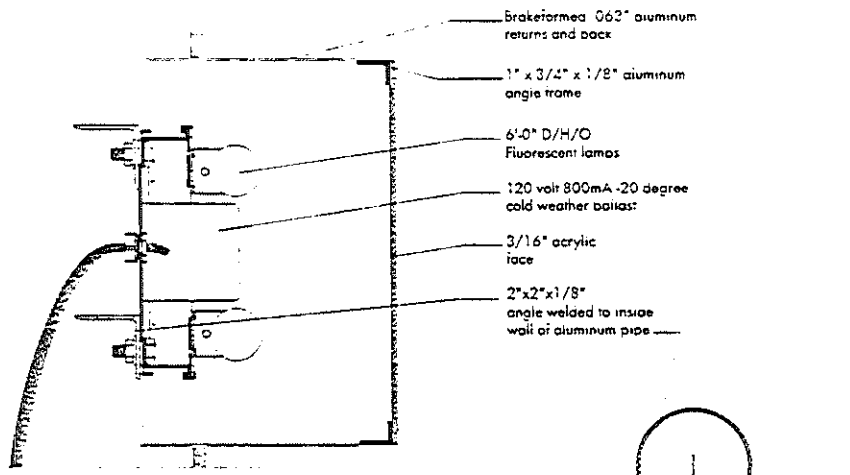 Brakeformed .063" aluminum
returns and back
1" x 3/4" x 1/8" aluminum
angle frame
6'-0" D/H/O
Fluorescent lamps
120 volt 800mA -20 degree
cold weather ballast
3/16" acrylic
face
2"x2"x1/8"
angle welded to inside
wall of aluminum pipe